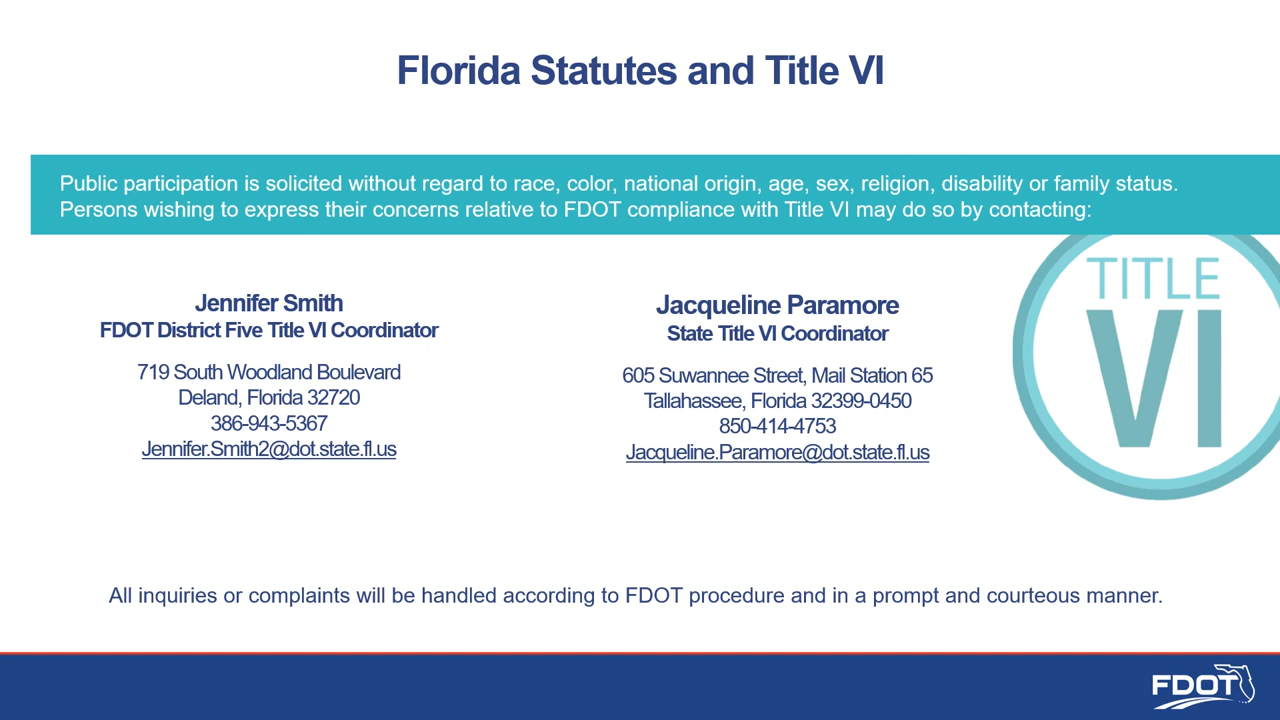 Florida Statutes and Title VI
Public participation is solicited without regard to race, color, national origin, age, sex, religion, disability or family status.
Persons wishing to express their concerns relative to FDOT compliance with Title VI may do so by contacting:
Jennifer Smith
FDOT District Five Title VI Coordinator
719 South Woodland Boulevard
Deland, Florida 32720
386-943-5367
Jennifer.Smith2@dot.state.fl.us
Jacqueline Paramore
State Title VI Coordinator
605 Suwannee Street, Mail Station 65
Tallahassee, Florida 32399-0450
850-414-4753
Jacqueline.Paramore@dot.state.fl.us
TITLE
VI
All inquiries or complaints will be handled according to FDOT procedure and in a prompt and courteous manner.
FDOT